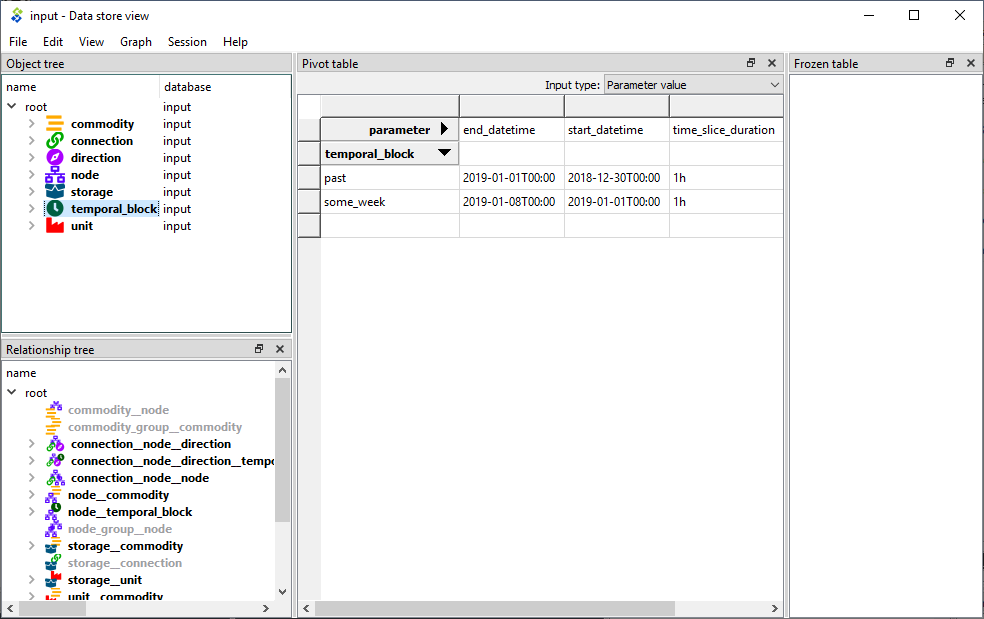 input - Data store view
File Edit View Graph Session Help
Object tree
name database
root input
commodity input
connection input
direction input
node input
storage input
temporal_block input
unit input
Relationship tree
name
root
commodity__node
commodity_group__commodity
connection__node__direction
connection__node__direction__tempo
connection__node__node
node__commodity
node__temporal_block
node_group__node
storage__commodity
storage__connection
storage__unit
unit__commodity
Pivot table
Input type: Parameter value
parameter end_datetime start_datetime time_slice_duration
temporal_block
past 2019-01-01T00:00 2018-12-30T00:00 1h
some_week 2019-01-08T00:00 2019-01-01T00:00 1h
Frozen table